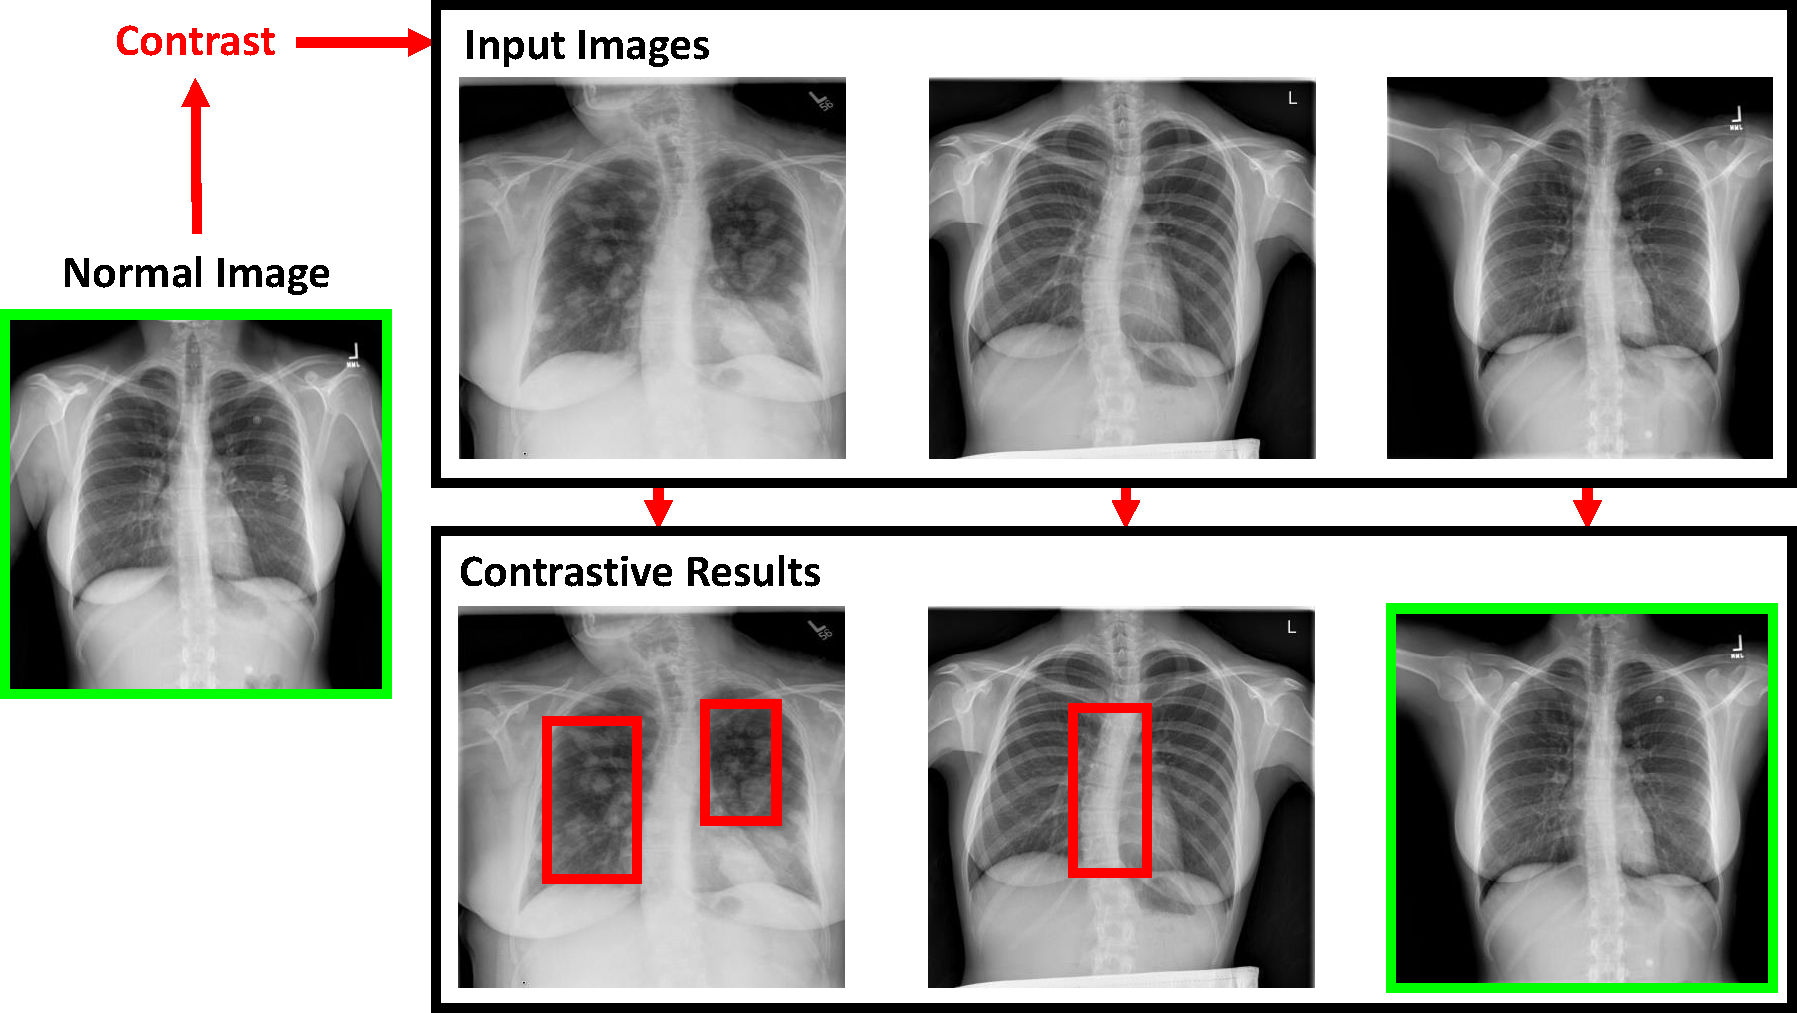 Contrast
Input Images
L
L
Normal Image
L
Contrastive Results
L
L